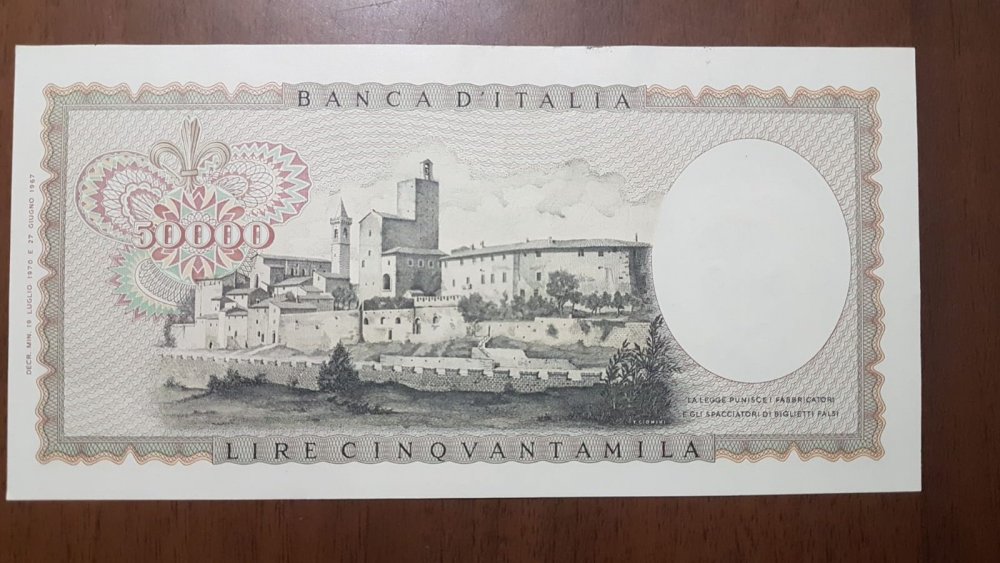 BANCA D'ITALIA
50000
DECR. MIN. 19 LUGLIO 1970 E 27 GIUGNO 1967
LA LEGGE PUNISCE I FABBRICATORI
E GLI SPACCIATORI DI BIGLIETTI FALSI
LIRE CINQVANTAMILA